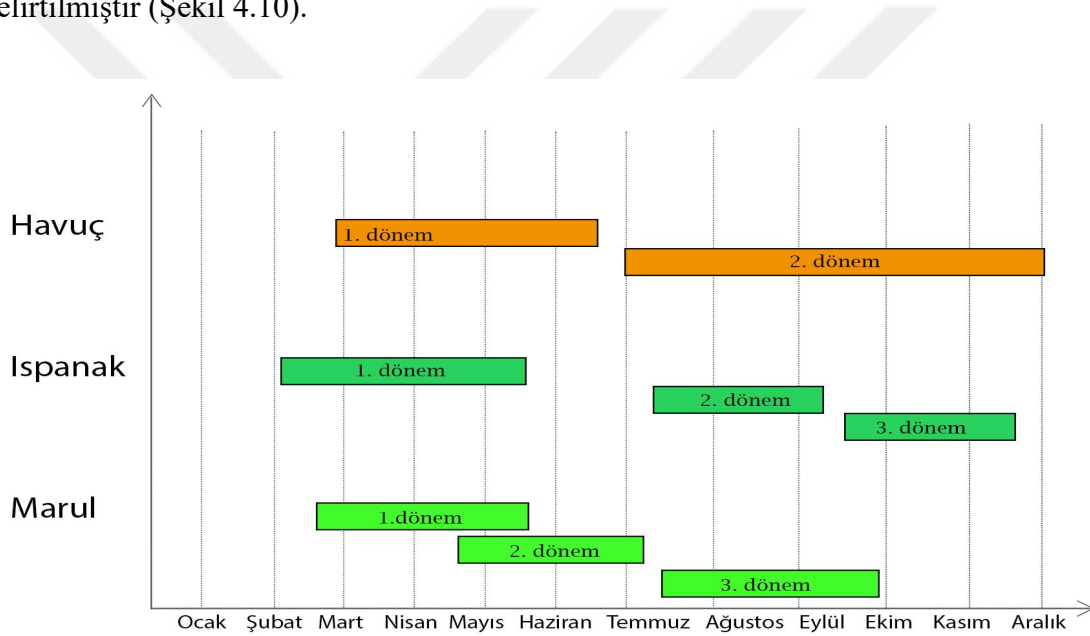 elirtilmiştir (Şekil 4.10).
Havuç
1. dönem
2. dönem
Ispanak
1. dönem
2. dönem
3. dönem
Marul
1.dönem
2. dönem
3. dönem
Ocak Şubat Mart Nisan Mayıs Haziran Temmuz Ağustos Eylül Ekim Kasım Aralık